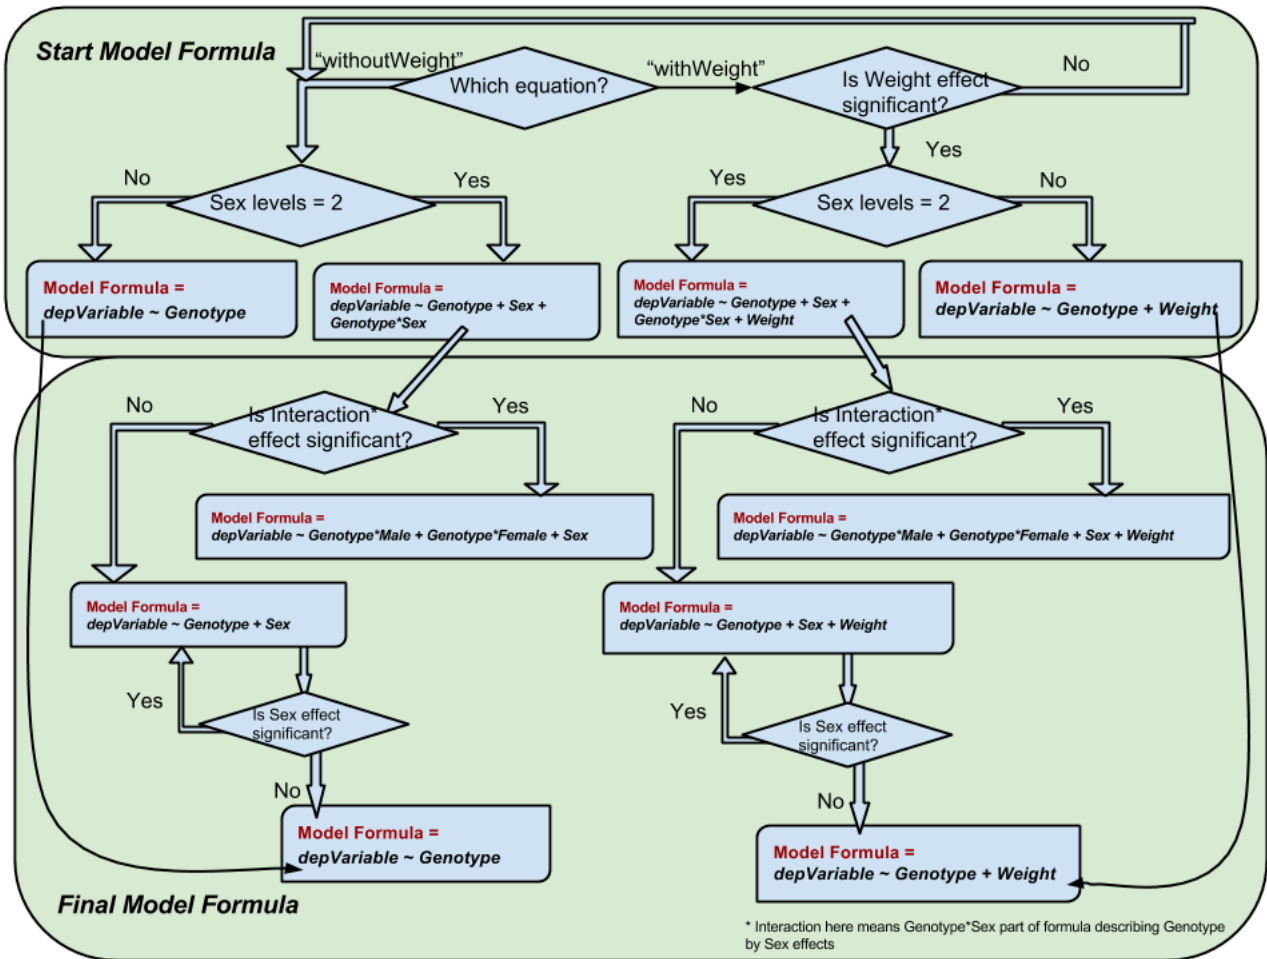 Start Model Formula
“withoutWeight”
Which equation?
“withWeight”
Is Weight effect
significant?
No
Yes
No
Sex levels = 2
Yes
Yes
Sex levels = 2
No
Model Formula =
depVariable ~ Genotype
Model Formula =
depVariable ~ Genotype + Sex +
Genotype*Sex
Model Formula =
depVariable ~ Genotype + Sex +
Genotype*Sex + Weight
Model Formula =
depVariable ~ Genotype + Weight
No
Is Interaction*
effect significant?
Yes
No
Is Interaction*
effect significant?
Yes
Model Formula =
depVariable ~ Genotype*Male + Genotype*Female + Sex
Model Formula =
depVariable ~ Genotype*Male + Genotype*Female + Sex + Weight
Model Formula =
depVariable ~ Genotype + Sex
Model Formula =
depVariable ~ Genotype + Sex + Weight
Yes
Is Sex effect
significant?
Yes
Is Sex effect
significant?
No
No
Model Formula =
depVariable ~ Genotype
Model Formula =
depVariable ~ Genotype + Weight
Final Model Formula
* Interaction here means Genotype*Sex part of formula describing Genotype
by Sex effects